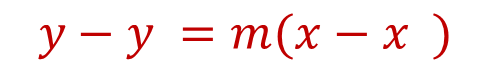 y − y = m(x − x )